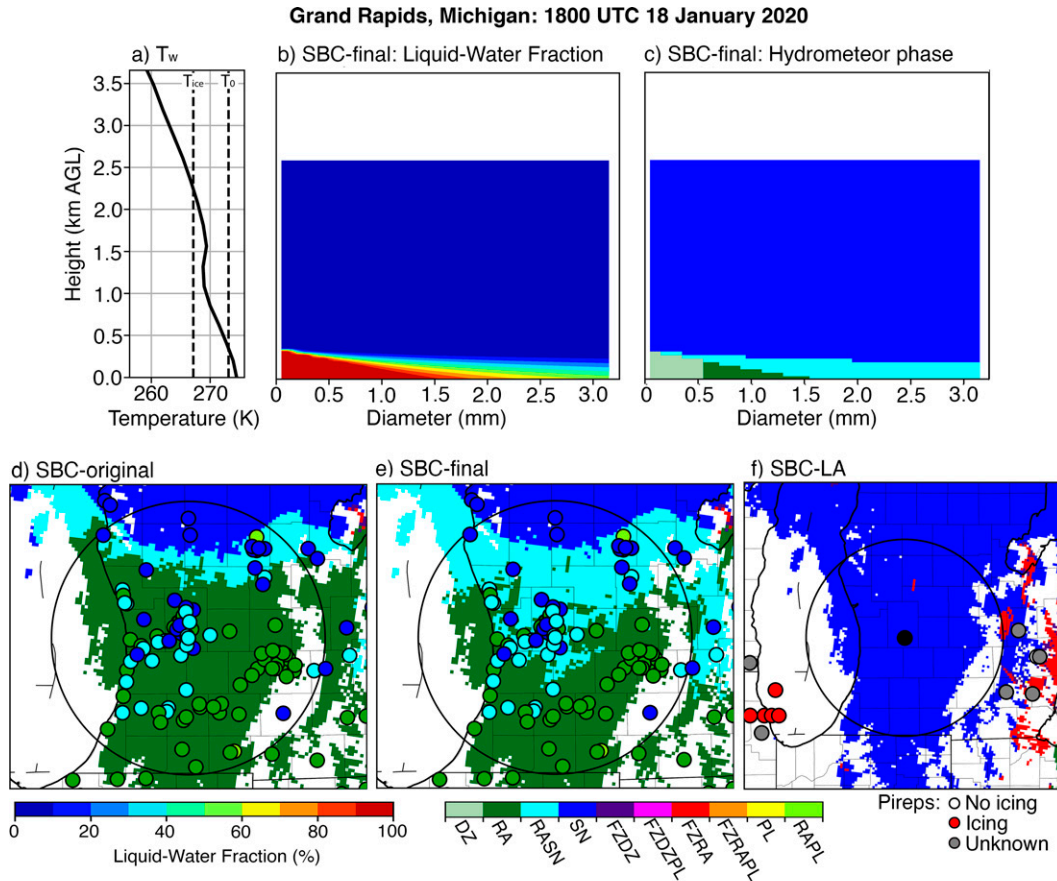 Grand Rapids, Michigan: 1800 UTC 18 January 2020
a) Tw
b) SBC-final: Liquid-Water Fraction
c) SBC-final: Hydrometeor phase
Tice
T0
3.5
3.0
2.5
2.0
1.5
1.0
0.5
0.0
Height (km AGL)
260 270
Temperature (K)
0 0.5 1.0 1.5 2.0 2.5 3.0
Diameter (mm)
0 0.5 1.0 1.5 2.0 2.5 3.0
Diameter (mm)
d) SBC-original
e) SBC-final
f) SBC-LA
0 20 40 60 80 100
Liquid-Water Fraction (%)
DZ
RA
RASN
SN
FZDZ
FZDZPL
FZRA
FZRAPL
PL
RAPL
Pireps: No icing
Icing
Unknown